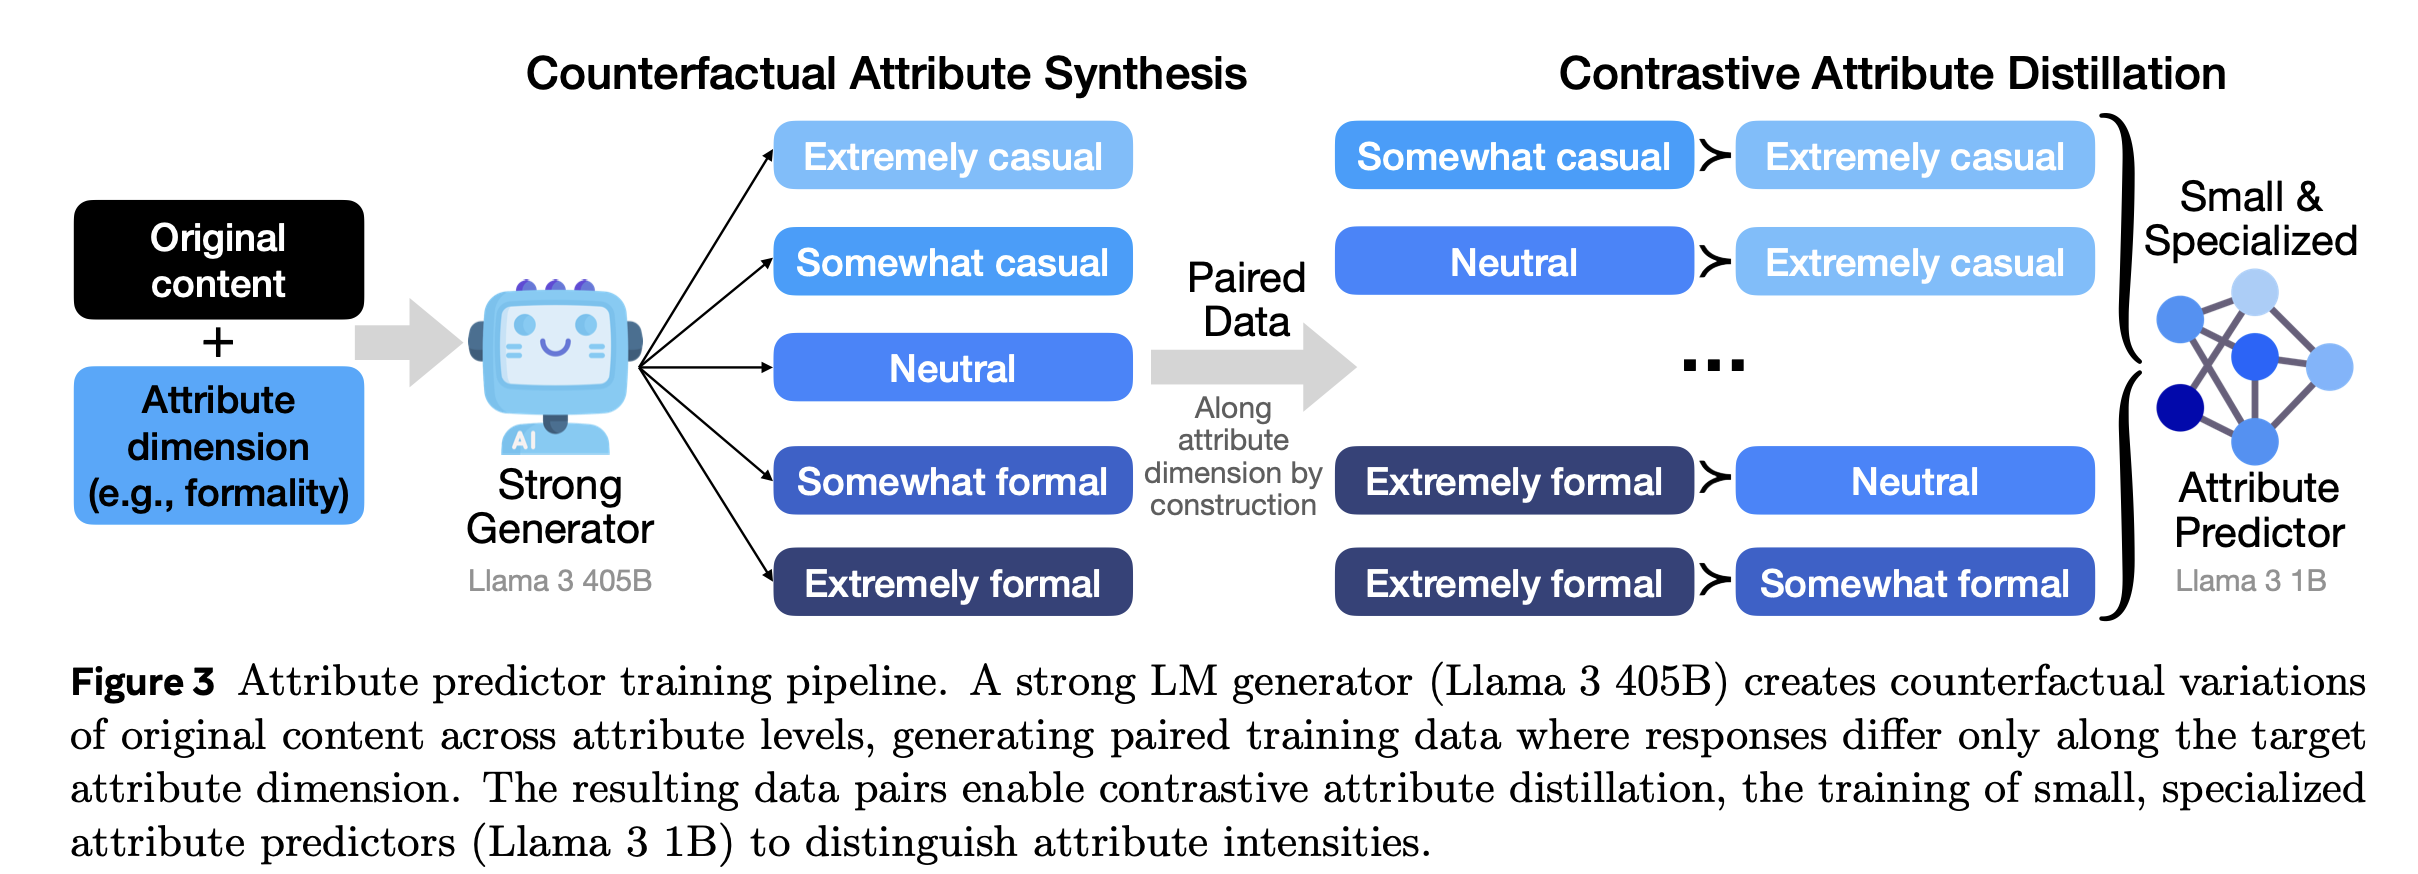 Counterfactual Attribute Synthesis
Contrastive Attribute Distillation
Original
content
+
Attribute
dimension
(e.g., formality)
AI
Strong
Generator
Llama 3 405B
Extremely casual
Somewhat casual
Neutral
Somewhat formal
Extremely formal
Paired
Data
Along
attribute
dimension by
construction
Somewhat casual ≻ Extremely casual
Neutral ≻ Extremely casual
...
Extremely formal ≻ Neutral
Extremely formal ≻ Somewhat formal
Small &
Specialized
Attribute
Predictor
Llama 3 1B
Figure 3 Attribute predictor training pipeline. A strong LM generator (Llama 3 405B) creates counterfactual variations
of original content across attribute levels, generating paired training data where responses differ only along the target
attribute dimension. The resulting data pairs enable contrastive attribute distillation, the training of small, specialized
attribute predictors (Llama 3 1B) to distinguish attribute intensities.